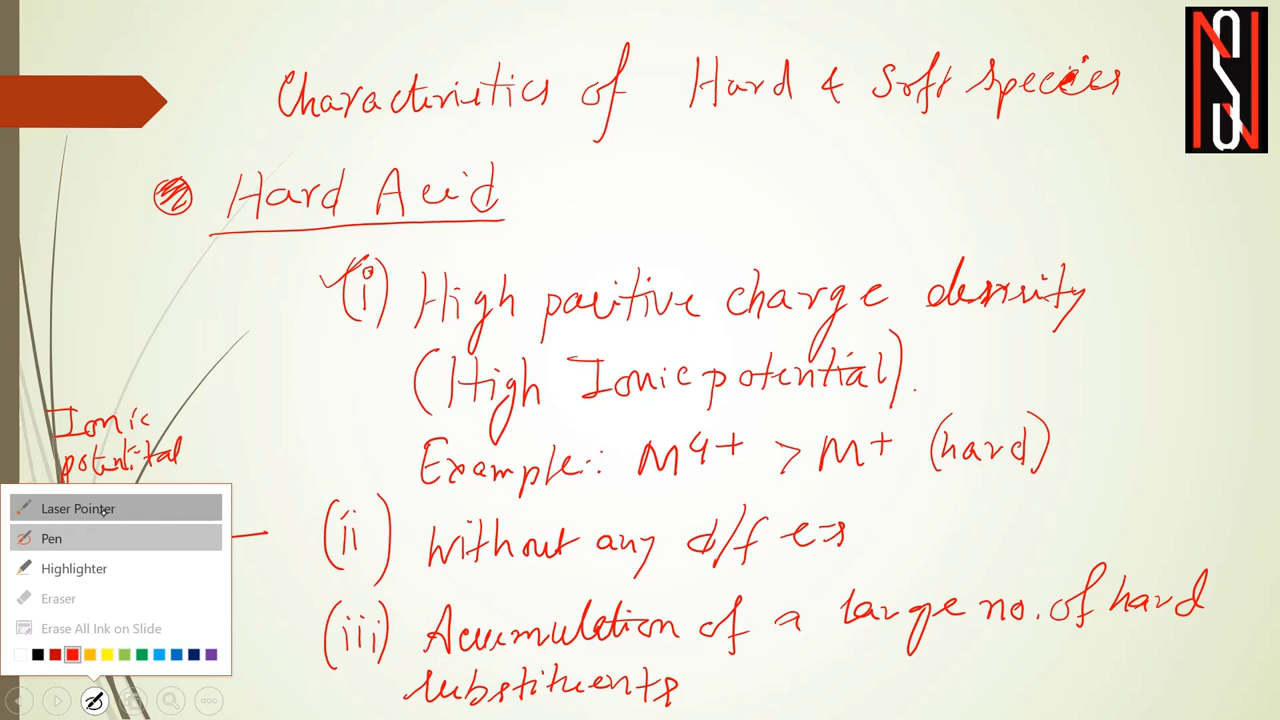 Characteristics of Hard & Soft species
Hard Acid
(i) High positive charge density
(High Ionic potential).
Example:- M4+ > M+ (hard)
Ionic
potential
(ii) Without any d/f e-s
(iii) Accumulation of a large no. of hard
substituents
Laser Pointer
Pen
Highlighter
Eraser
Erase All Ink on Slide